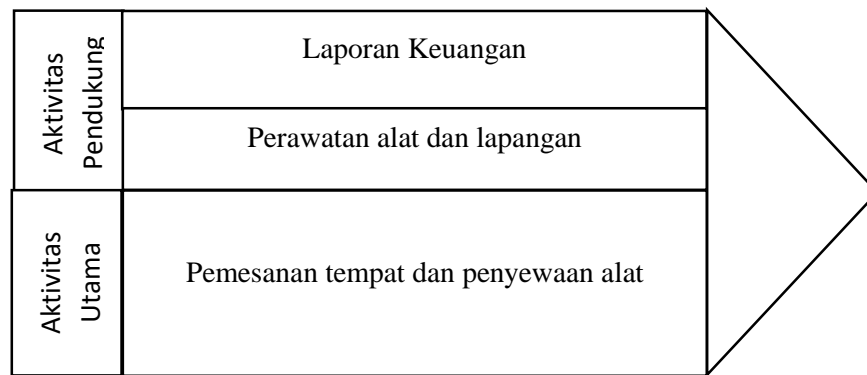 Aktivitas
Pendukung
Laporan Keuangan
Perawatan alat dan lapangan
Aktivitas
Utama
Pemesanan tempat dan penyewaan alat